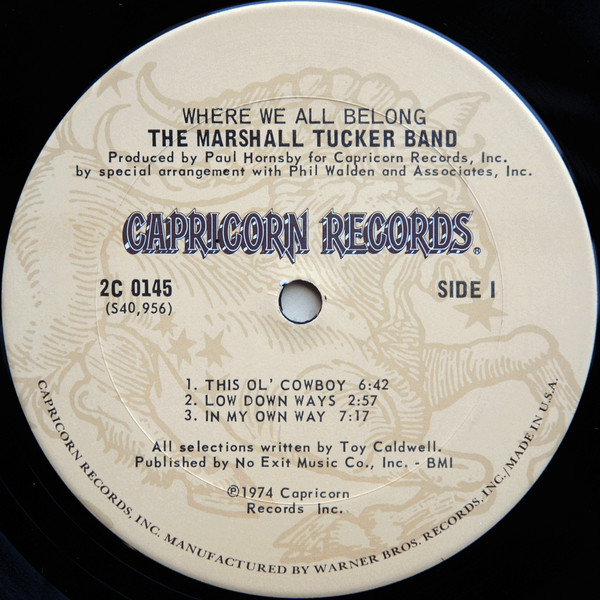 WHERE WE ALL BELONG
THE MARSHALL TUCKER BAND
Produced by Paul Hornsby for Capricorn Records, Inc.
by special arrangement with Phil Walden and Associates, Inc.
CAPRICORN RECORDS®
2C 0145
(S40,956)
SIDE I
1. THIS OL' COWBOY 6:42
2. LOW DOWN WAYS 2:57
3. IN MY OWN WAY 7:17
All selections written by Toy Caldwell.
Published by No Exit Music Co., Inc. - BMI
℗1974 Capricorn
Records Inc.
CAPRICORN RECORDS, INC. MANUFACTURED BY WARNER BROS. RECORDS, INC./MADE IN U.S.A.